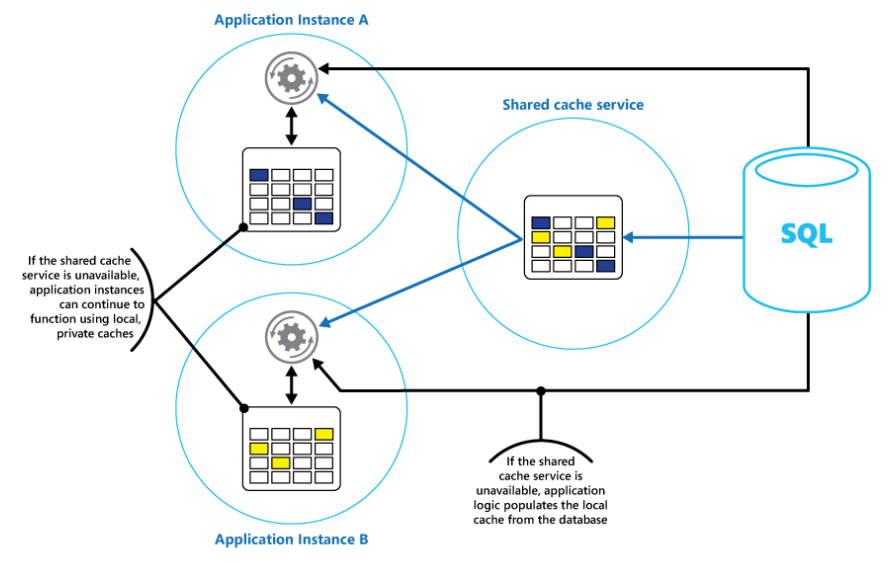 Application Instance A
Shared cache service
SQL
If the shared cache
service is unavailable,
application instances
can continue to
function using local,
private caches
If the shared
cache service is
unavailable, application
logic populates the local
cache from the database
Application Instance B